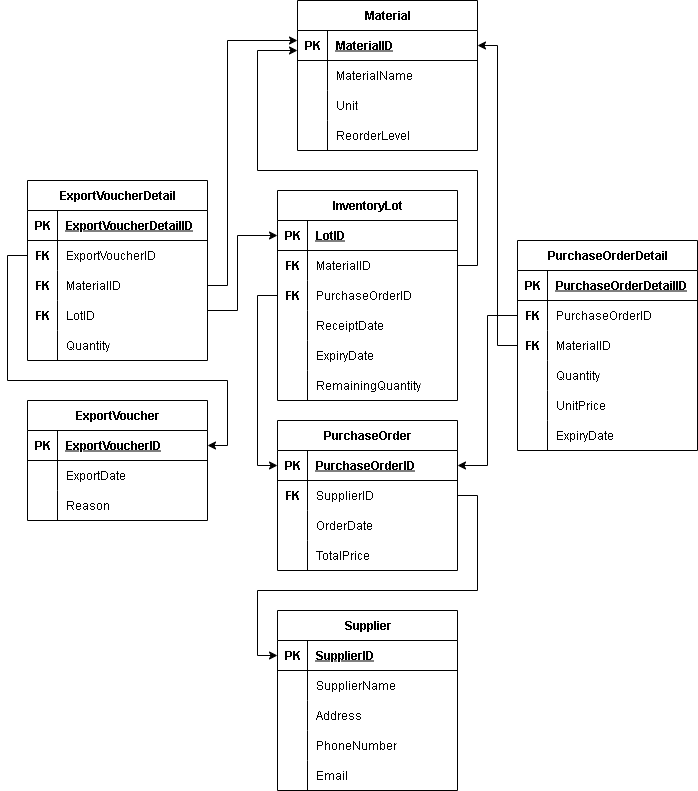 Material
PK MaterialID
MaterialName
Unit
ReorderLevel
ExportVoucherDetail
PK ExportVoucherDetailID
FK ExportVoucherID
FK MaterialID
FK LotID
Quantity
InventoryLot
PK LotID
FK MaterialID
FK PurchaseOrderID
ReceiptDate
ExpiryDate
RemainingQuantity
PurchaseOrderDetail
PK PurchaseOrderDetailID
FK PurchaseOrderID
FK MaterialID
Quantity
UnitPrice
ExpiryDate
ExportVoucher
PK ExportVoucherID
ExportDate
Reason
PurchaseOrder
PK PurchaseOrderID
FK SupplierID
OrderDate
TotalPrice
Supplier
PK SupplierID
SupplierName
Address
PhoneNumber
Email